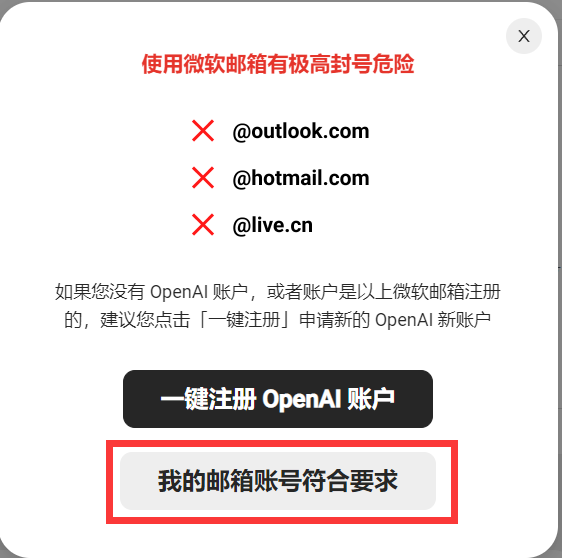 X
使用微软邮箱有极高封号危险
@outlook.com
@hotmail.com
@live.cn
如果您没有 OpenAI 账户，或者账户是以上微软邮箱注册
的，建议您点击「一键注册」申请新的 OpenAI 新账户
一键注册 OpenAI 账户
我的邮箱账号符合要求